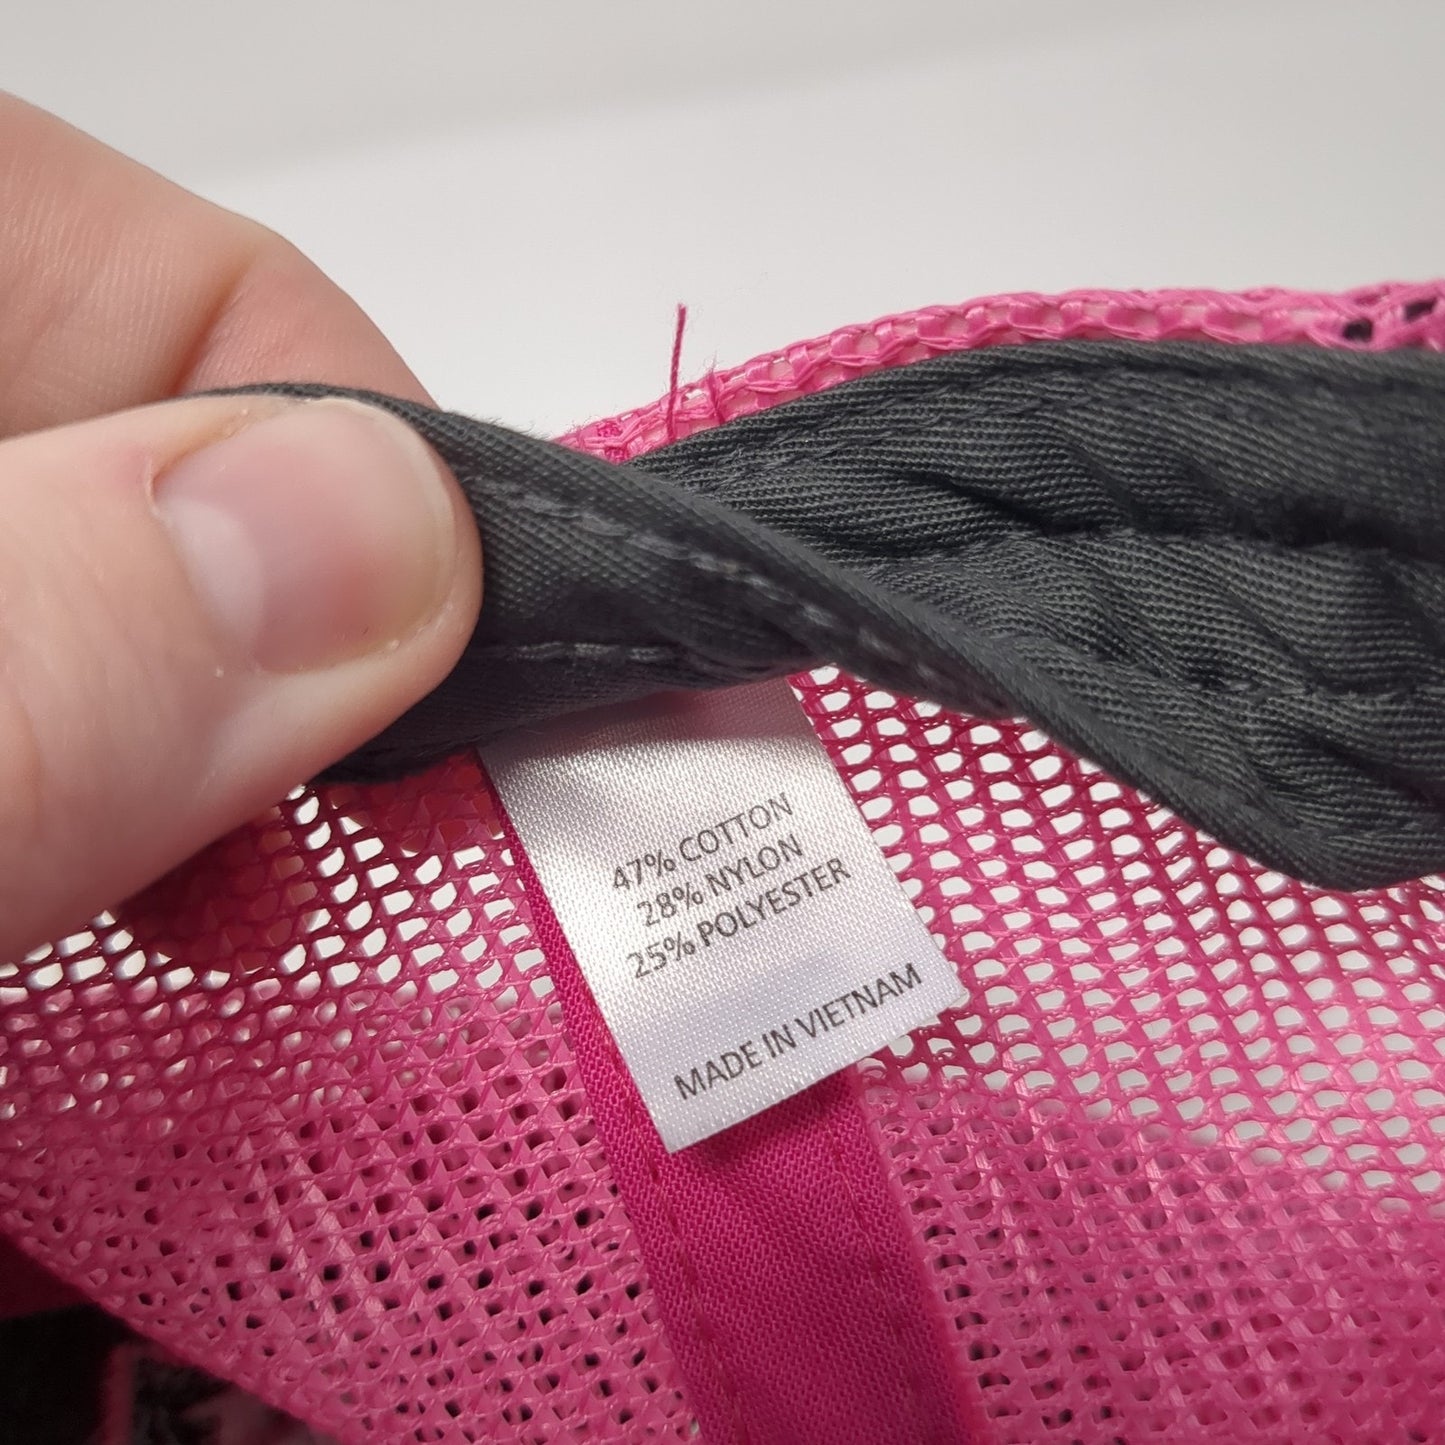 47% COTTON
28% NYLON
25% POLYESTER
MADE IN VIETNAM